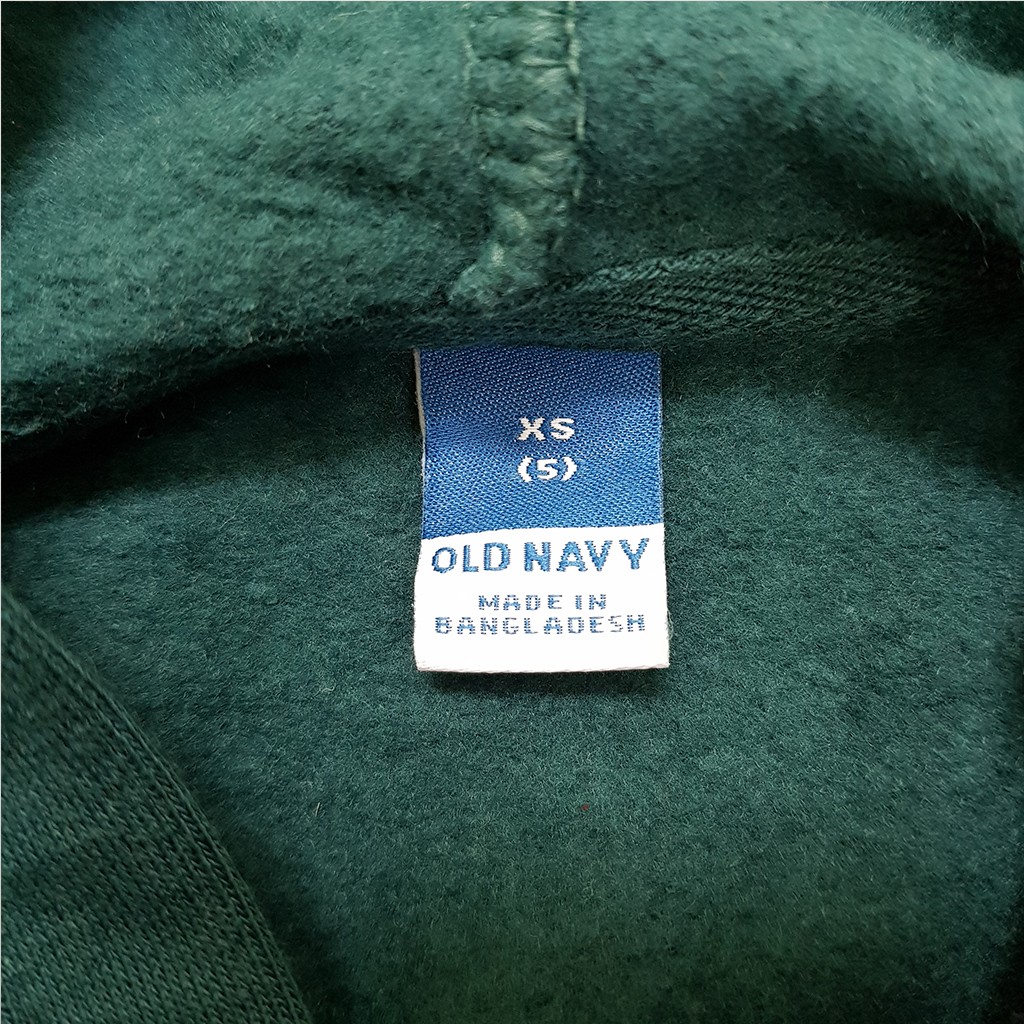 XS
(5)
OLD NAVY
MADE IN
BANGLADESH